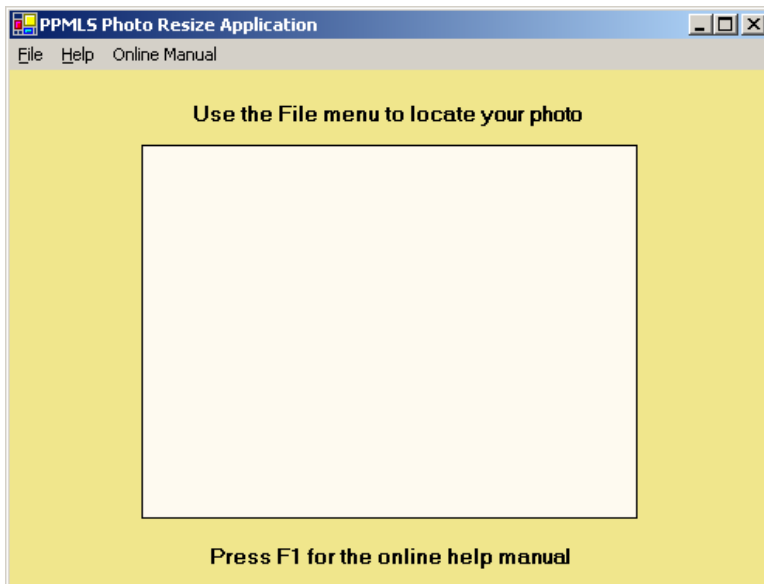 PPMLS Photo Resize Application
File Help Online Manual
Use the File menu to locate your photo
Press F1 for the online help manual